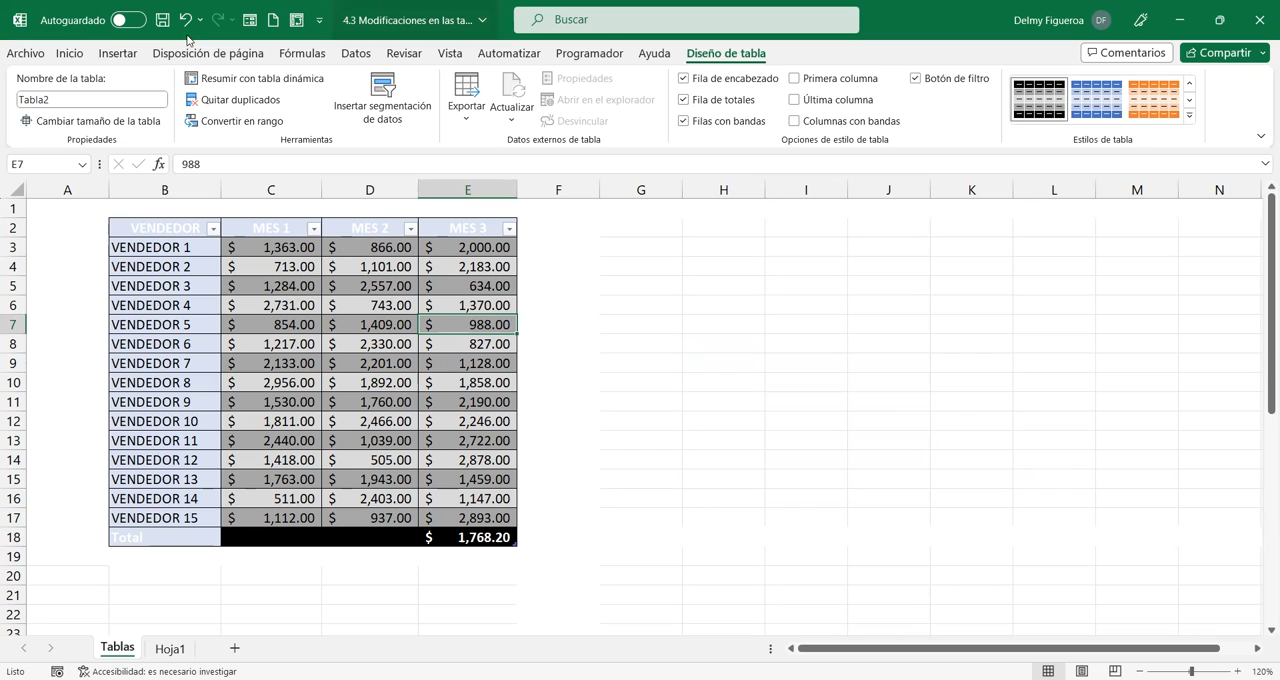 Autoguardado 4.3 Modificaciones en las ta... Buscar Delmy Figueroa DF
Archivo Inicio Insertar Disposición de página Fórmulas Datos Revisar Vista Automatizar Programador Ayuda Diseño de tabla Comentarios Compartir
Nombre de la tabla:
Tabla2
Cambiar tamaño de la tabla
Propiedades
Resumir con tabla dinámica
Quitar duplicados
Convertir en rango
Insertar segmentación
de datos
Herramientas
Exportar Actualizar
Propiedades
Abrir en el explorador
Desvincular
Datos externos de tabla
Fila de encabezado Primera columna Botón de filtro
Fila de totales Última columna
Filas con bandas Columnas con bandas
Opciones de estilo de tabla
Estilos de tabla
E7 fx 988
A B C D E F G H I J K L M N
1
2 VENDEDOR MES 1 MES 2 MES 3
3 VENDEDOR 1 $ 1,363.00 $ 866.00 $ 2,000.00
4 VENDEDOR 2 $ 713.00 $ 1,101.00 $ 2,183.00
5 VENDEDOR 3 $ 1,284.00 $ 2,557.00 $ 634.00
6 VENDEDOR 4 $ 2,731.00 $ 743.00 $ 1,370.00
7 VENDEDOR 5 $ 854.00 $ 1,409.00 $ 988.00
8 VENDEDOR 6 $ 1,217.00 $ 2,330.00 $ 827.00
9 VENDEDOR 7 $ 2,133.00 $ 2,201.00 $ 1,128.00
10 VENDEDOR 8 $ 2,956.00 $ 1,892.00 $ 1,858.00
11 VENDEDOR 9 $ 1,530.00 $ 1,760.00 $ 2,190.00
12 VENDEDOR 10 $ 1,811.00 $ 2,466.00 $ 2,246.00
13 VENDEDOR 11 $ 2,440.00 $ 1,039.00 $ 2,722.00
14 VENDEDOR 12 $ 1,418.00 $ 505.00 $ 2,878.00
15 VENDEDOR 13 $ 1,763.00 $ 1,943.00 $ 1,459.00
16 VENDEDOR 14 $ 511.00 $ 2,403.00 $ 1,147.00
17 VENDEDOR 15 $ 1,112.00 $ 937.00 $ 2,893.00
18 Total $ 1,768.20
19
20
21
22
23
Tablas Hoja1
Listo Accesibilidad: es necesario investigar 120%